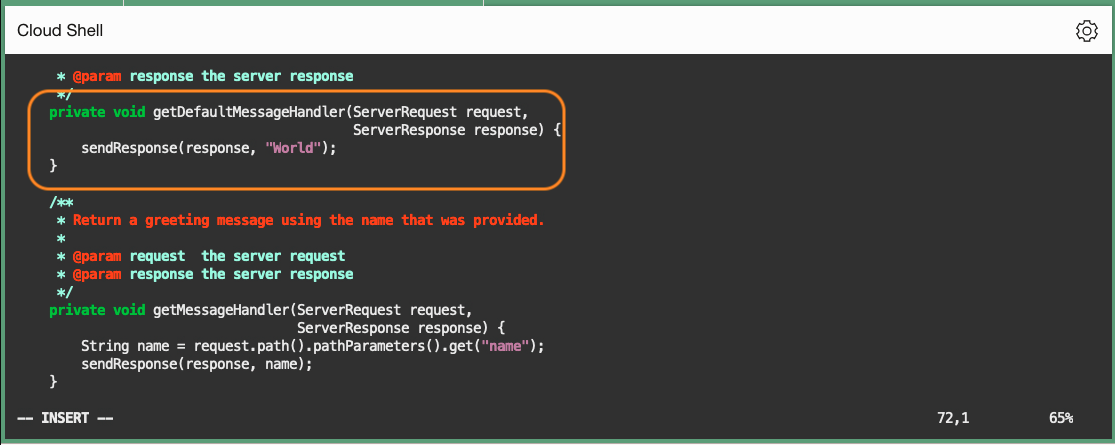 Cloud Shell
     * @param response the server response
     */
    private void getDefaultMessageHandler(ServerRequest request,
                                          ServerResponse response) {
        sendResponse(response, "World");
    }
    /**
     * Return a greeting message using the name that was provided.
     *
     * @param request  the server request
     * @param response the server response
     */
    private void getMessageHandler(ServerRequest request,
                                   ServerResponse response) {
        String name = request.path().pathParameters().get("name");
        sendResponse(response, name);
    }
-- INSERT -- 72,1 65%